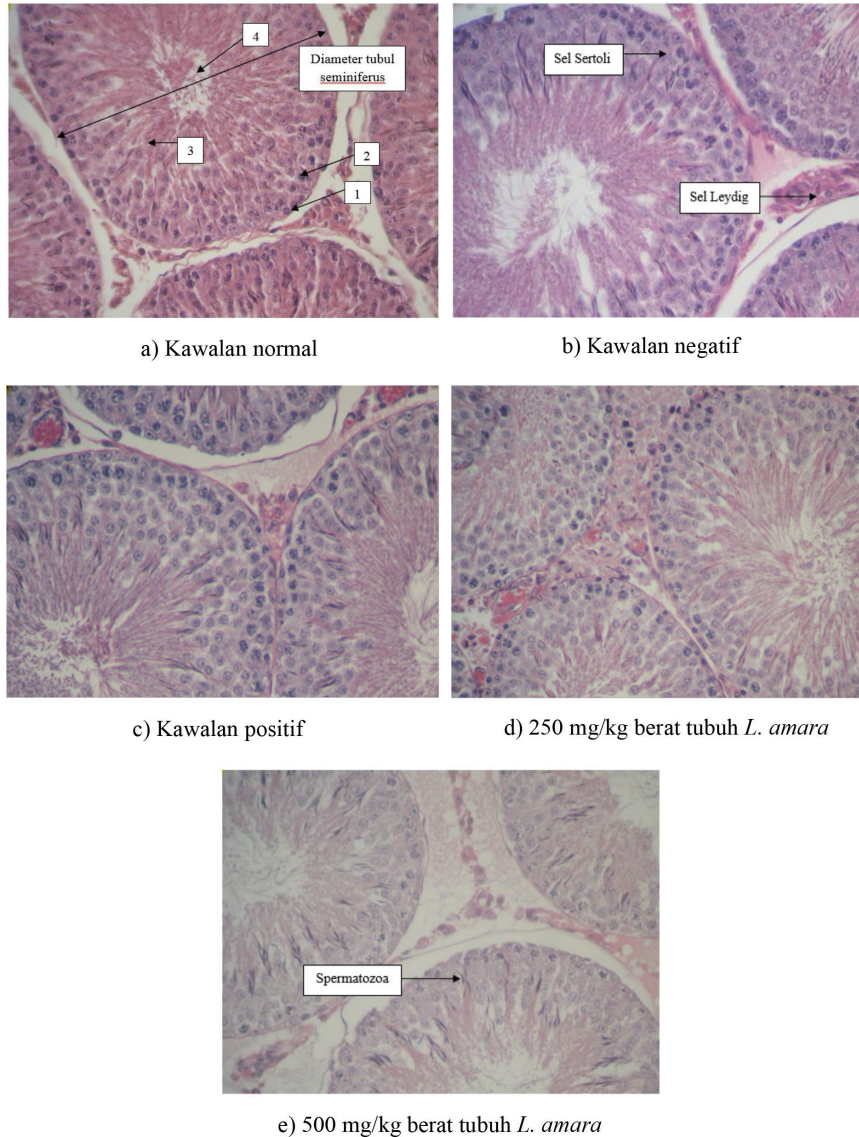 4
Diameter tubul
seminiferus
3
2
1
a) Kawalan normal
Sel Sertoli
Sel Leydig
b) Kawalan negatif
c) Kawalan positif
d) 250 mg/kg berat tubuh L. amara
Spermatozoa
e) 500 mg/kg berat tubuh L. amara